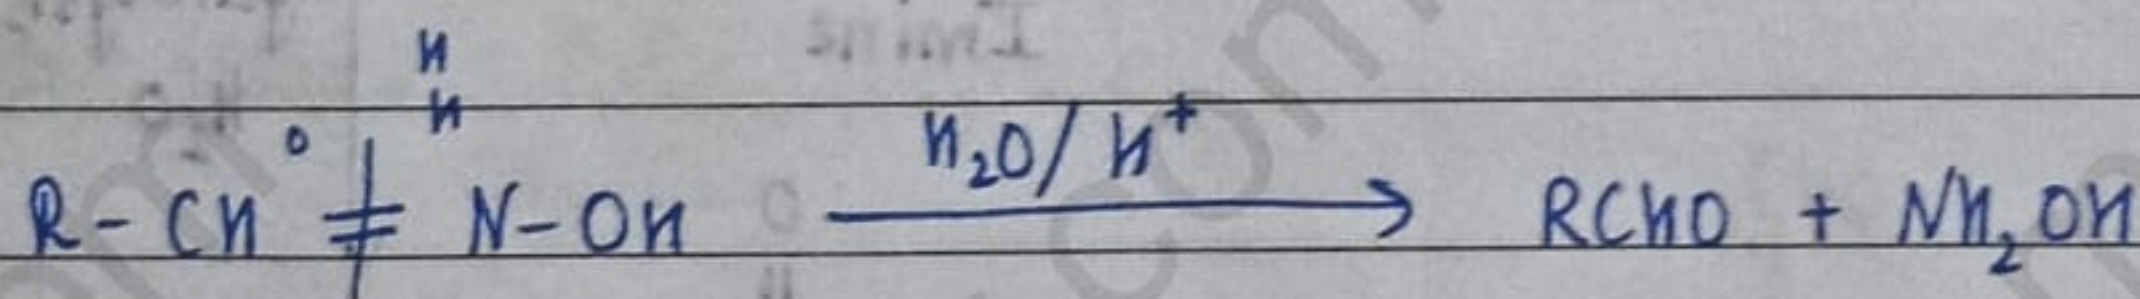 H
H
O
R - CH ≠ N - OH H₂O / H⁺ ⟶ RCHO + NH₂OH